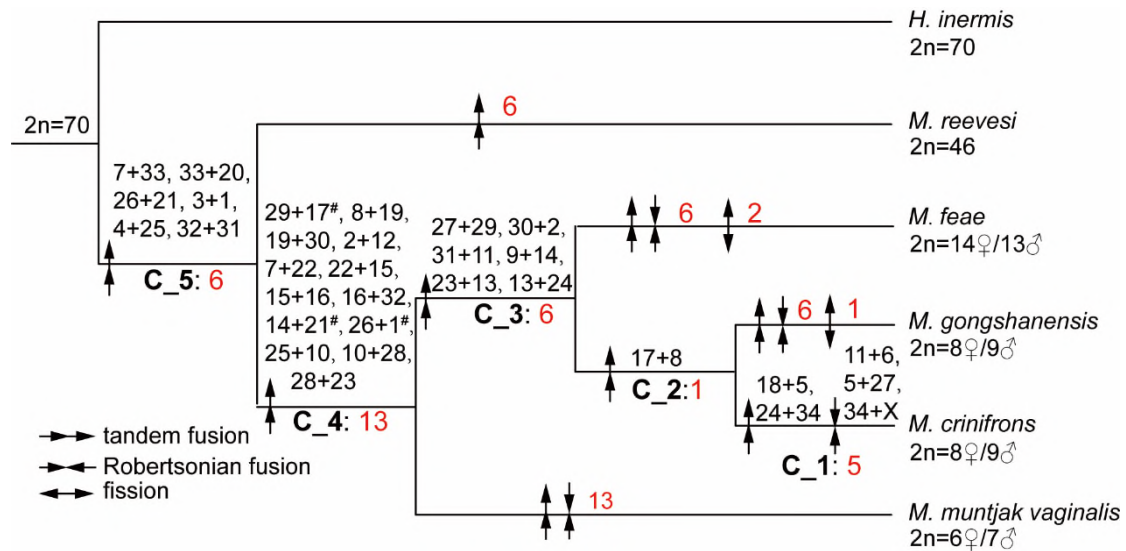 H. inermis
2n=70
2n=70
6
M. reevesi
2n=46
7+33, 33+20,
26+21, 3+1,
4+25, 32+31
C_5: 6
29+17#, 8+19,
19+30, 2+12,
7+22, 22+15,
15+16, 16+32,
14+21#, 26+1#,
25+10, 10+28,
28+23
C_4: 13
27+29, 30+2,
31+11, 9+14,
23+13, 13+24
C_3: 6
6
2
M. feae
2n=14♀/13♂
17+8
C_2:1
6
1
M. gongshanensis
2n=8♀/9♂
18+5,
24+34
11+6,
5+27,
34+X
C_1: 5
M. crinifrons
2n=8♀/9♂
13
M. muntjak vaginalis
2n=6♀/7♂
tandem fusion
Robertsonian fusion
fission